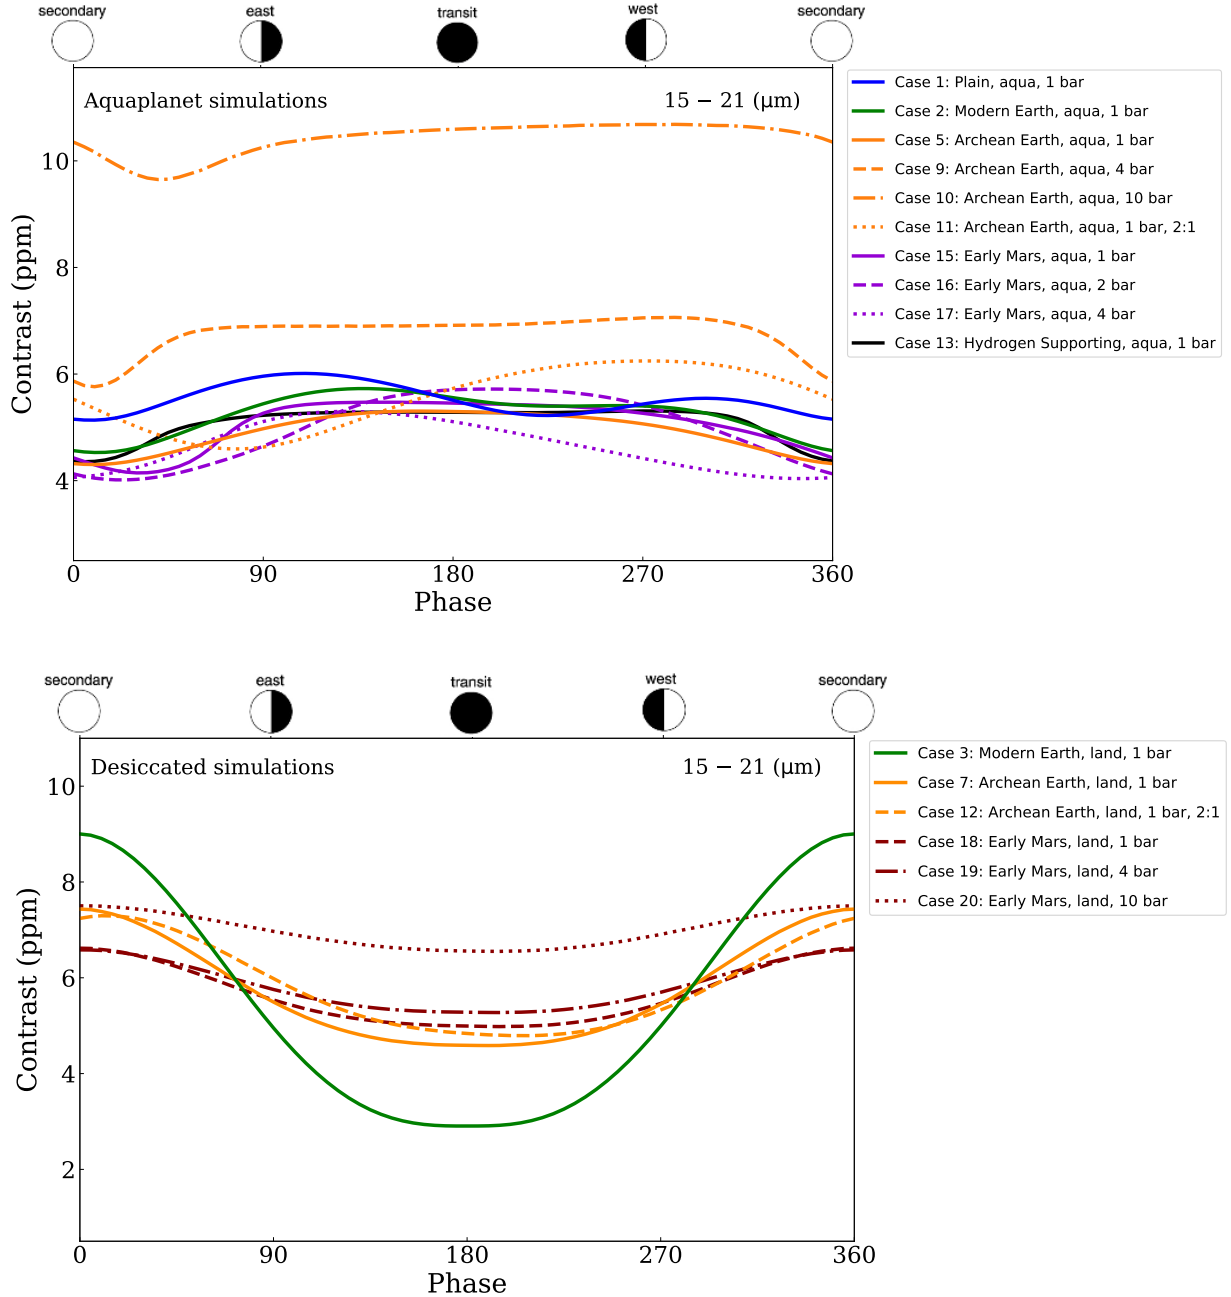 secondary east transit west secondary
Aquaplanet simulations 15 − 21 (μm)
Contrast (ppm)
10
8
6
4
0 90 180 270 360
Phase
Case 1: Plain, aqua, 1 bar
Case 2: Modern Earth, aqua, 1 bar
Case 5: Archean Earth, aqua, 1 bar
Case 9: Archean Earth, aqua, 4 bar
Case 10: Archean Earth, aqua, 10 bar
Case 11: Archean Earth, aqua, 1 bar, 2:1
Case 15: Early Mars, aqua, 1 bar
Case 16: Early Mars, aqua, 2 bar
Case 17: Early Mars, aqua, 4 bar
Case 13: Hydrogen Supporting, aqua, 1 bar
secondary east transit west secondary
Desiccated simulations 15 − 21 (μm)
Contrast (ppm)
10
8
6
4
2
0 90 180 270 360
Phase
Case 3: Modern Earth, land, 1 bar
Case 7: Archean Earth, land, 1 bar
Case 12: Archean Earth, land, 1 bar, 2:1
Case 18: Early Mars, land, 1 bar
Case 19: Early Mars, land, 4 bar
Case 20: Early Mars, land, 10 bar